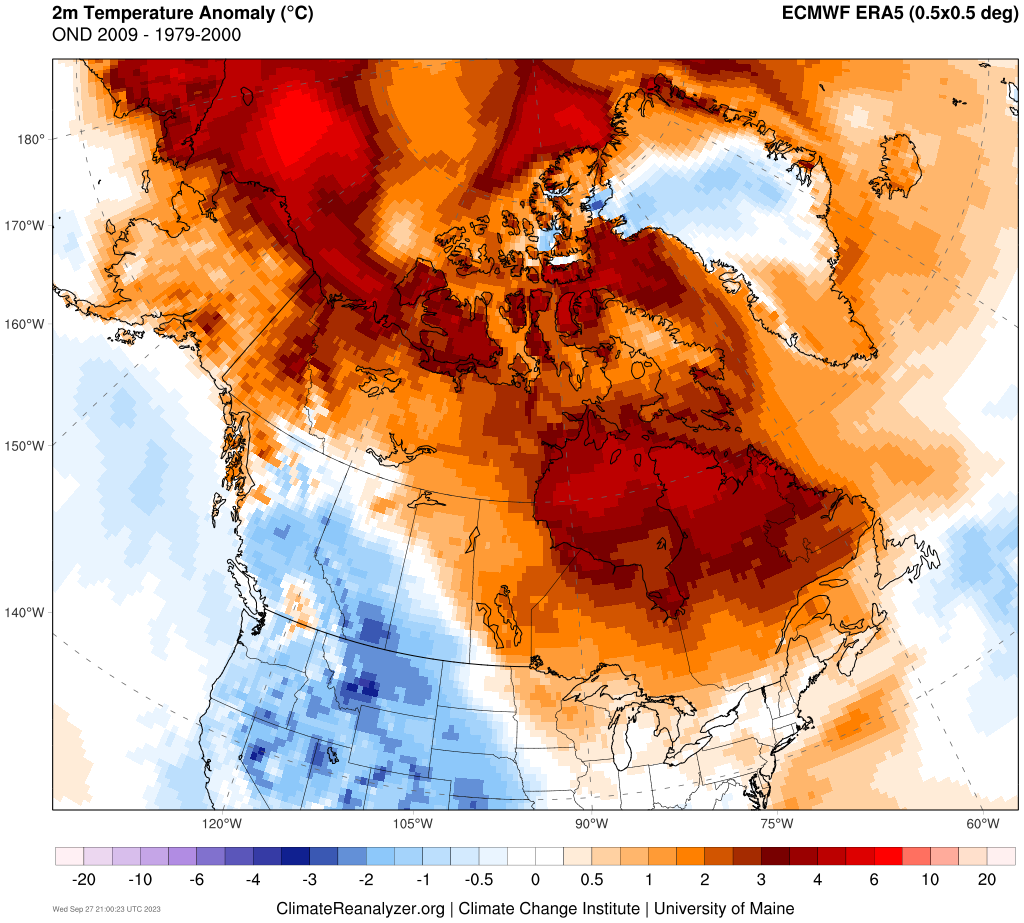 2m Temperature Anomaly (°C)
ECMWF ERA5 (0.5x0.5 deg)
OND 2009 - 1979-2000
180°
170°W
160°W
150°W
140°W
120°W 105°W 90°W 75°W 60°W
-20 -10 -6 -4 -3 -2 -1 -0.5 0 0.5 1 2 3 4 6 10 20
Wed Sep 27 21:00:23 UTC 2023
ClimateReanalyzer.org | Climate Change Institute | University of Maine